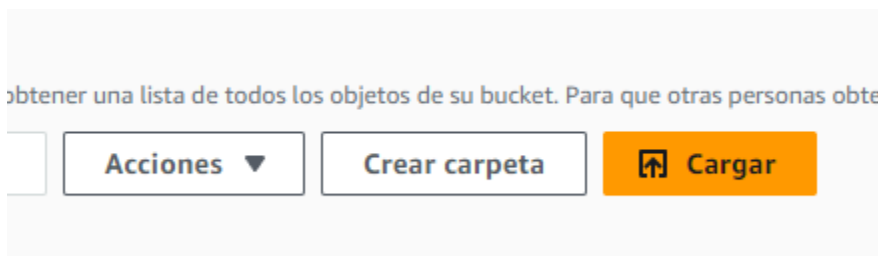 obtener una lista de todos los objetos de su bucket. Para que otras personas obte
Acciones Crear carpeta Cargar